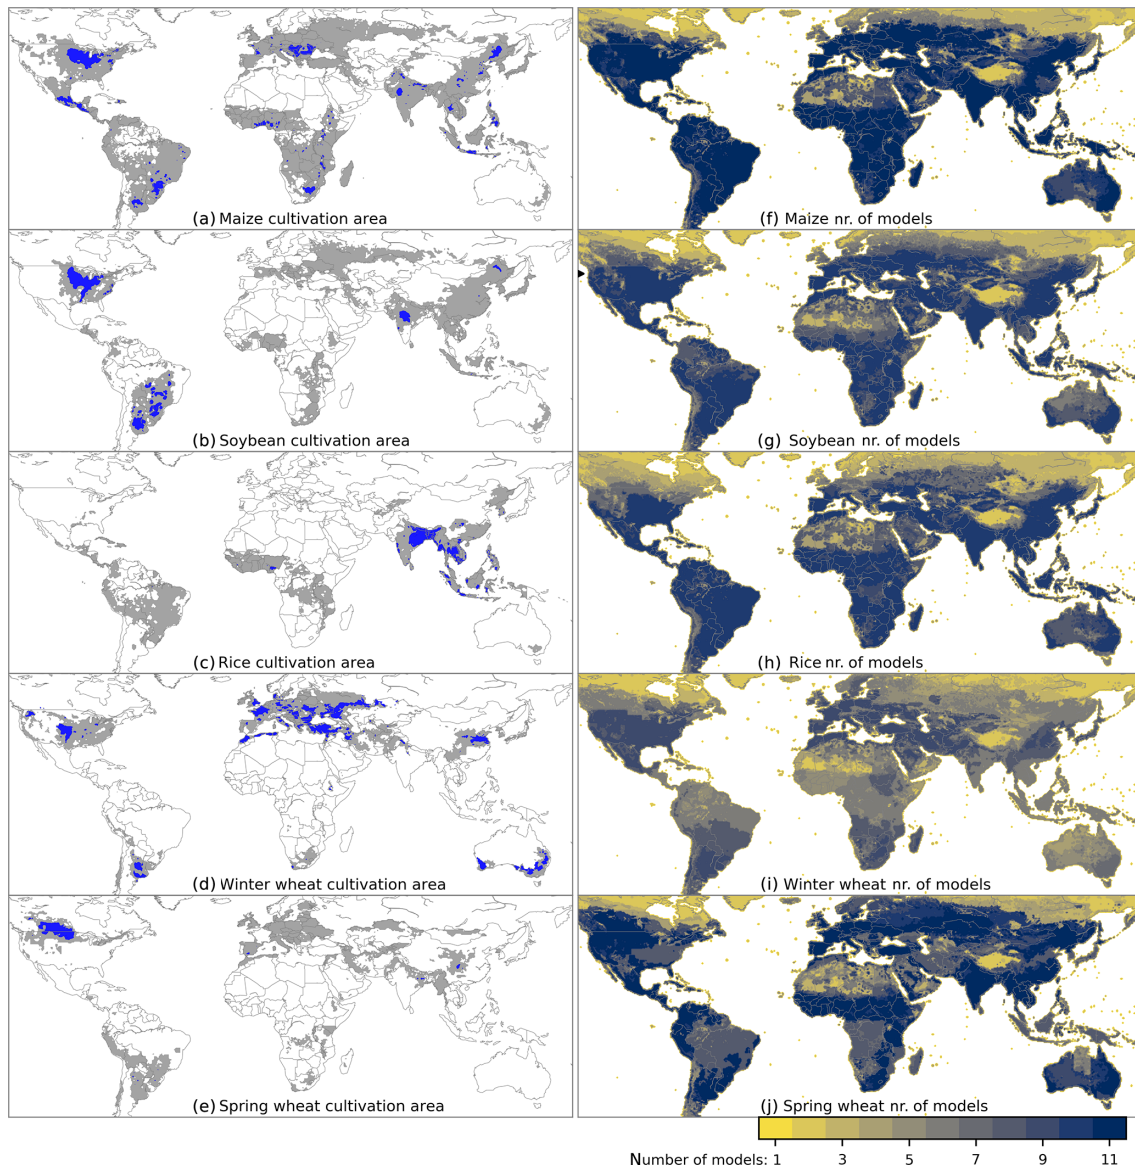 (a) Maize cultivation area
(f) Maize nr. of models
(b) Soybean cultivation area
(g) Soybean nr. of models
(c) Rice cultivation area
(h) Rice nr. of models
(d) Winter wheat cultivation area
(i) Winter wheat nr. of models
(e) Spring wheat cultivation area
(j) Spring wheat nr. of models
Number of models: 1 3 5 7 9 11